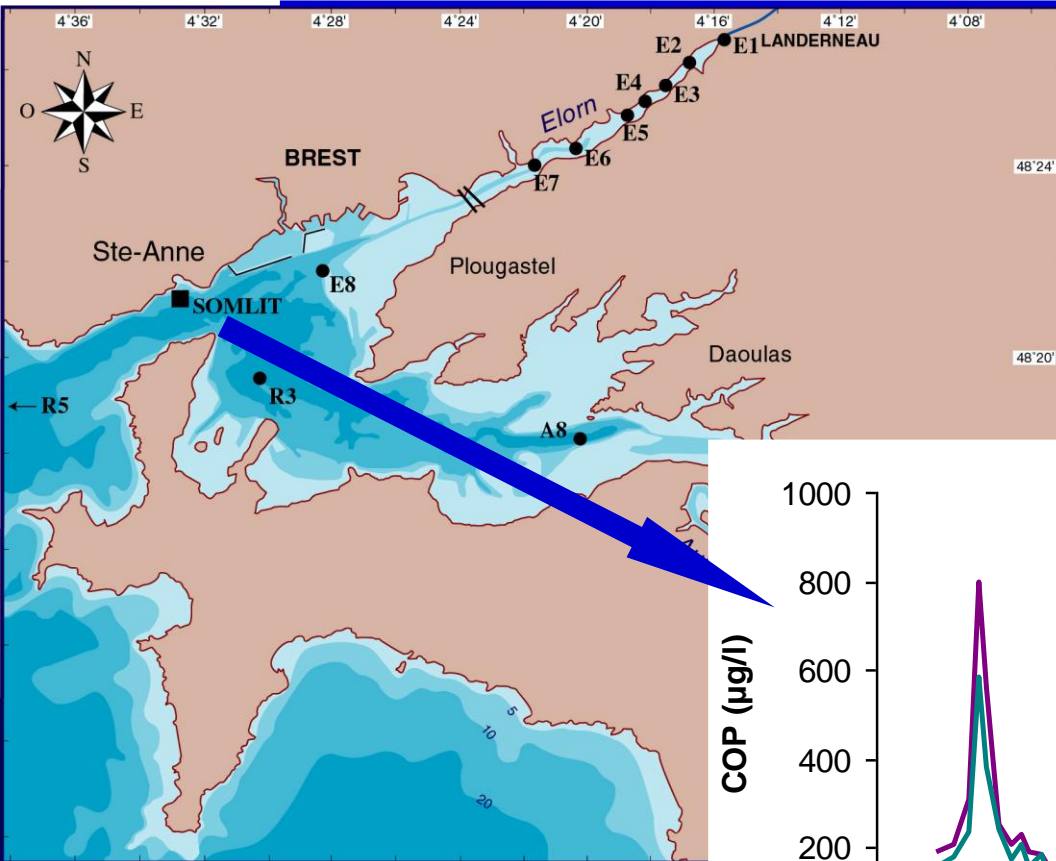 4°36' 4°32' 4°28' 4°24' 4°20' 4°16' 4°12' 4°08'
E1 LANDERNEAU
E2
N
E3
E4
O E
Elorn
E5
S
BREST
E6
48°24'
E7
Ste-Anne
Plougastel
E8
SOMLIT
Daoulas
48°20'
R3
← R5
A8
1000
800
COP (µg/l)
600
5
10
400
20
200